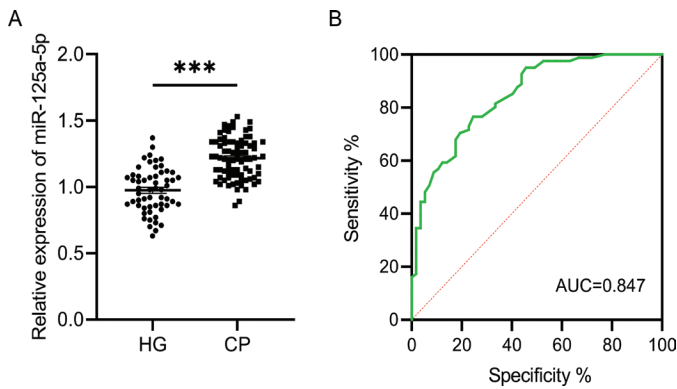 A
Relative expression of miR-125a-5p
2.0
1.5
1.0
0.5
0.0
***
HG
CP
B
Sensitivity %
100
80
60
40
20
0
AUC=0.847
0
20
40
60
80
100
Specificity %